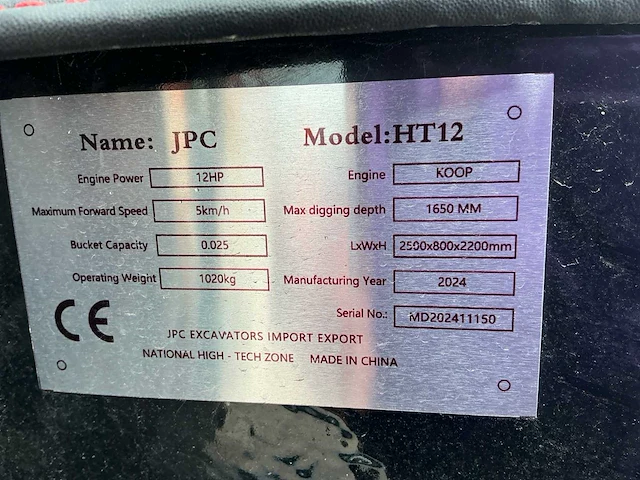 Name: JPC Model:HT12
Engine Power 12HP Engine KOOP
Maximum Forward Speed 5km/h Max digging depth 1650 MM
Bucket Capacity 0.025 LxWxH 2500x800x2200mm
Operating Weight 1020kg Manufacturing Year 2024
Serial No.: MD202411150
CE
JPC EXCAVATORS IMPORT EXPORT
NATIONAL HIGH - TECH ZONE MADE IN CHINA